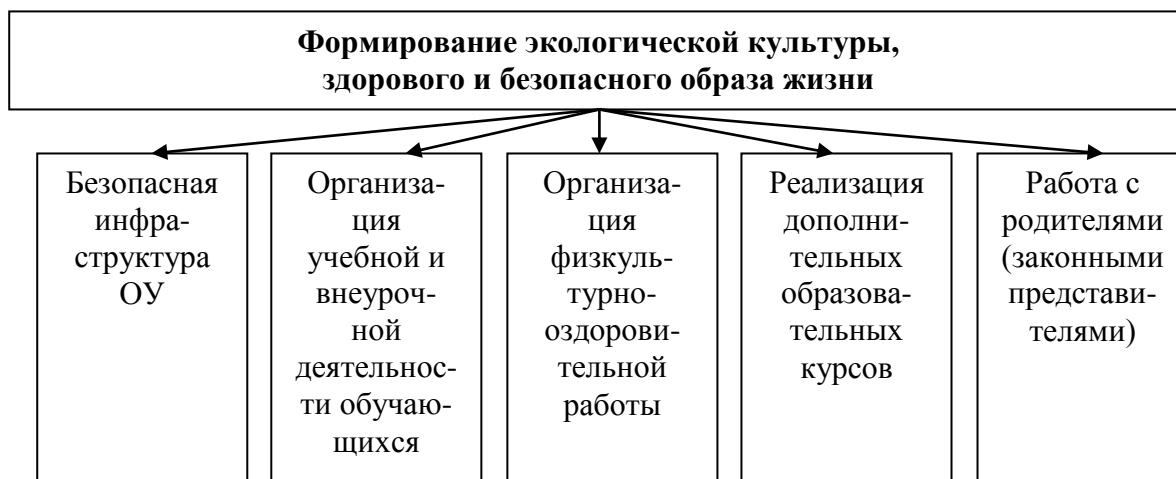 Формирование экологической культуры,
здорового и безопасного образа жизни
Безопасная
инфра-
структура
ОУ
Организа-
ция
учебной и
внеуроч-
ной
деятельнос-
ти обучаю-
щихся
Организа-
ция
физкуль-
турно-
оздорови-
тельной
работы
Реализация
дополни-
тельных
образова-
тельных
курсов
Работа с
родителями
(законными
представи-
телями)